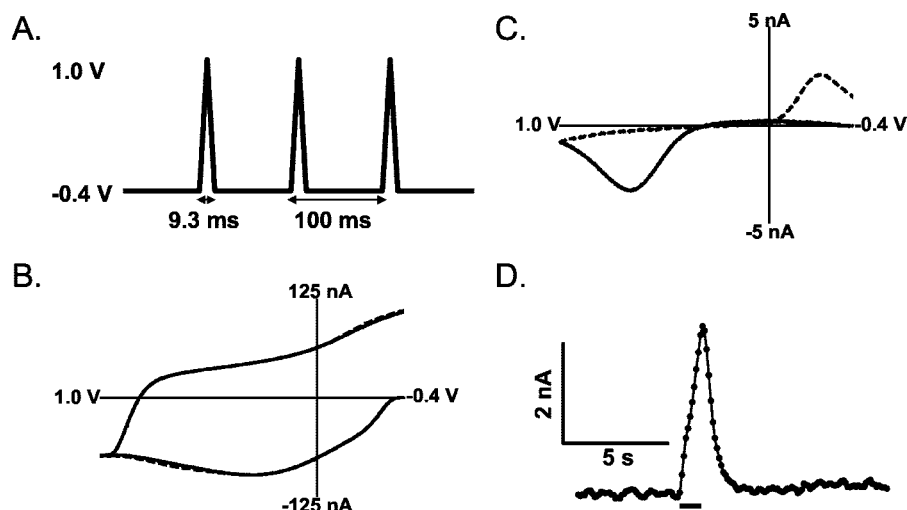 A.
1.0 V
-0.4 V
9.3 ms
100 ms
B.
125 nA
1.0 V
-0.4 V
-125 nA
C.
5 nA
1.0 V
-0.4 V
-5 nA
D.
2 nA
5 s